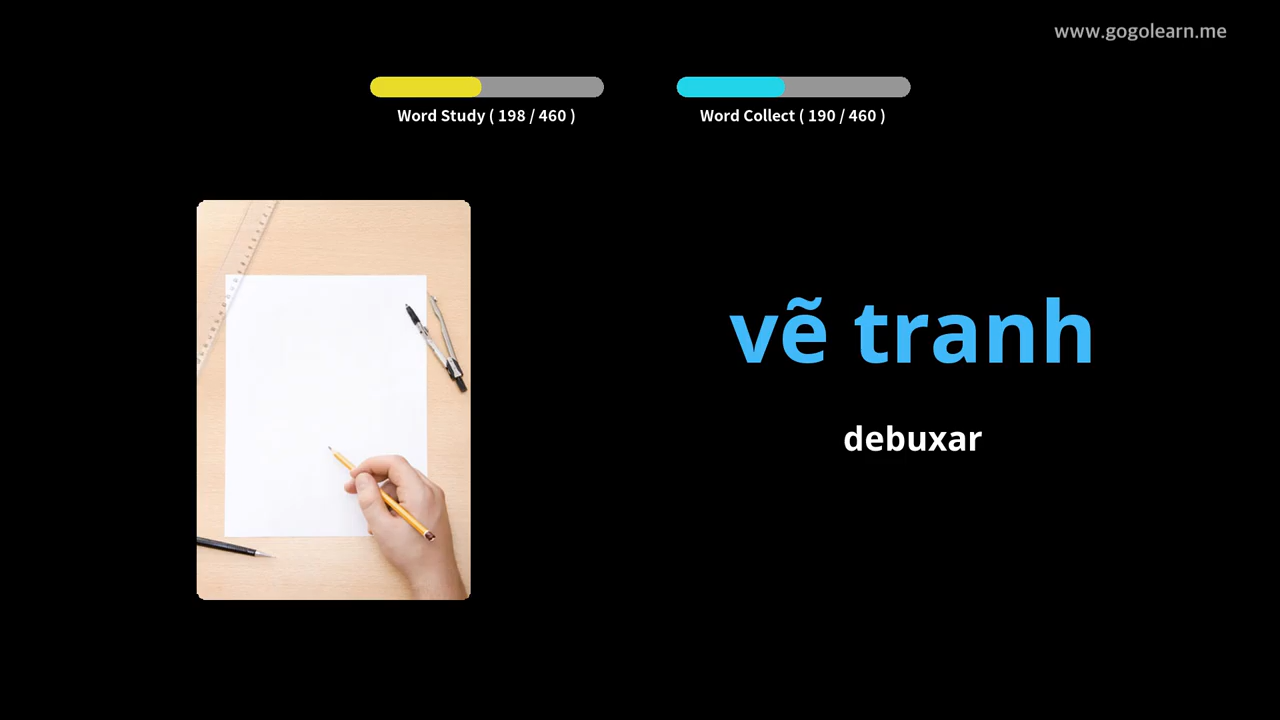 www.gogolearn.me
Word Study ( 198 / 460 )
Word Collect ( 190 / 460 )
vẽ tranh
debuxar